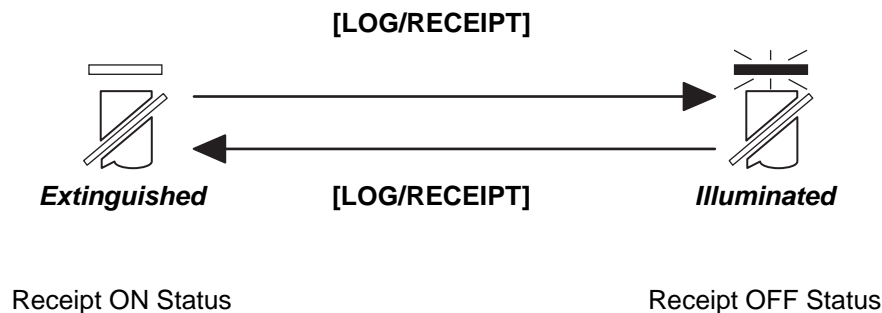 [LOG/RECEIPT]
Extinguished [LOG/RECEIPT] Illuminated
Receipt ON Status Receipt OFF Status